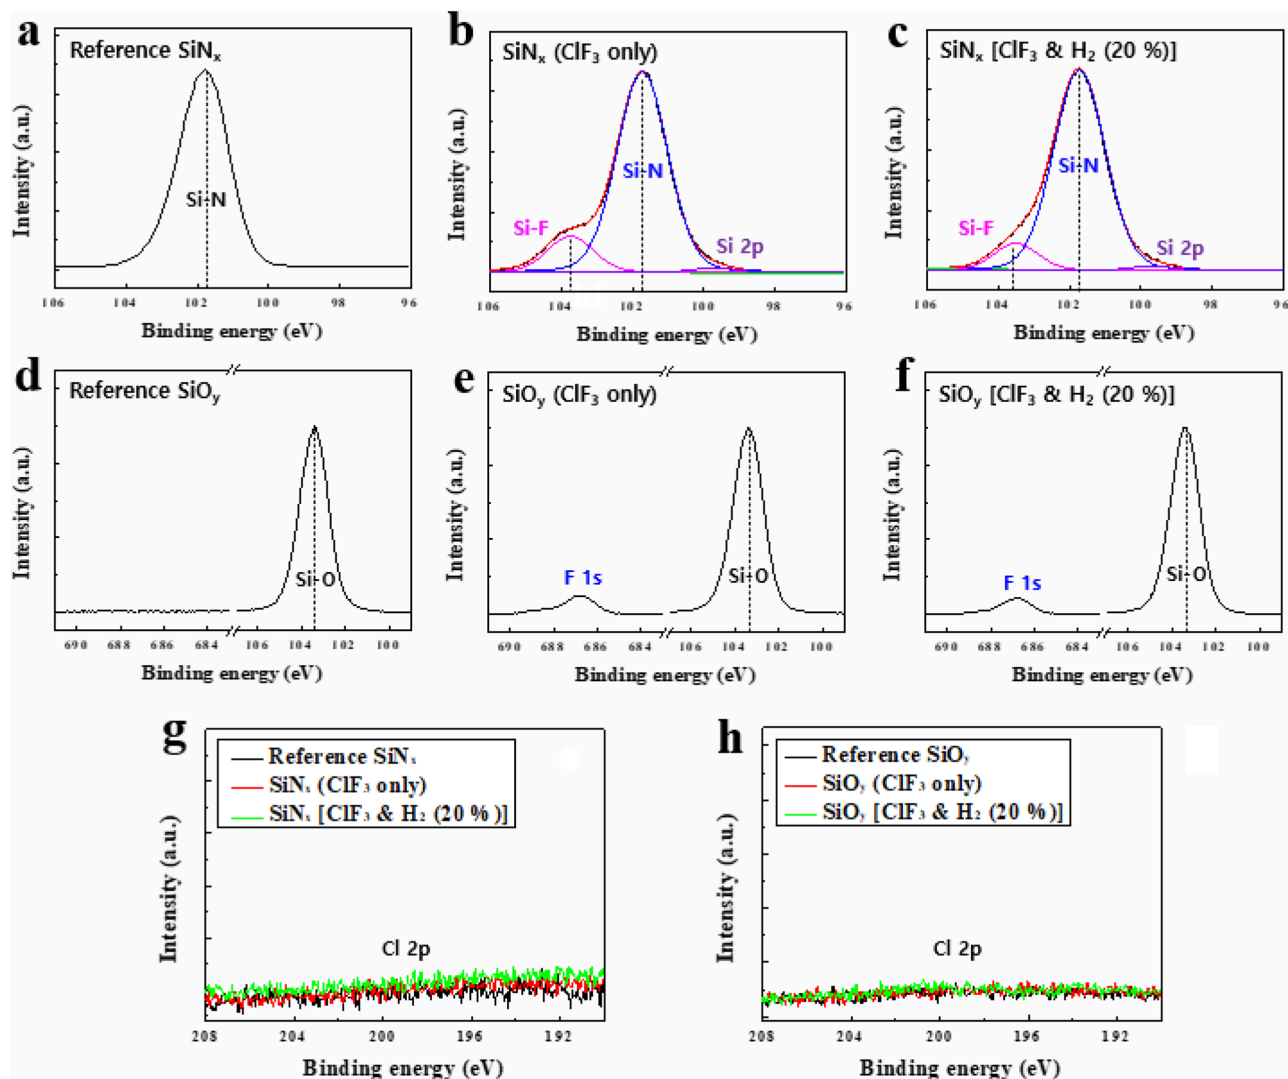 a
Reference SiNₓ
Si-N
Intensity (a.u.)
106 104 102 100 98 96
Binding energy (eV)
b
SiNₓ (ClF₃ only)
Si-F
Si-N
Si 2p
Intensity (a.u.)
106 104 102 100 98 96
Binding energy (eV)
c
SiNₓ [ClF₃ & H₂ (20 %)]
Si-F
Si-N
Si 2p
Intensity (a.u.)
106 104 102 100 98 96
Binding energy (eV)
d
Reference SiOᵧ
Si-O
Intensity (a.u.)
690 688 686 684 106 104 102 100
Binding energy (eV)
e
SiOᵧ (ClF₃ only)
F 1s
Si-O
Intensity (a.u.)
690 688 686 684 106 104 102 100
Binding energy (eV)
f
SiOᵧ [ClF₃ & H₂ (20 %)]
F 1s
Si-O
Intensity (a.u.)
690 688 686 684 106 104 102 100
Binding energy (eV)
g
Reference SiNₓ
SiNₓ (ClF₃ only)
SiNₓ [ClF₃ & H₂ (20 %)]
Cl 2p
Intensity (a.u.)
208 204 200 196 192
Binding energy (eV)
h
Reference SiOᵧ
SiOᵧ (ClF₃ only)
SiOᵧ [ClF₃ & H₂ (20 %)]
Cl 2p
Intensity (a.u.)
208 204 200 196 192
Binding energy (eV)